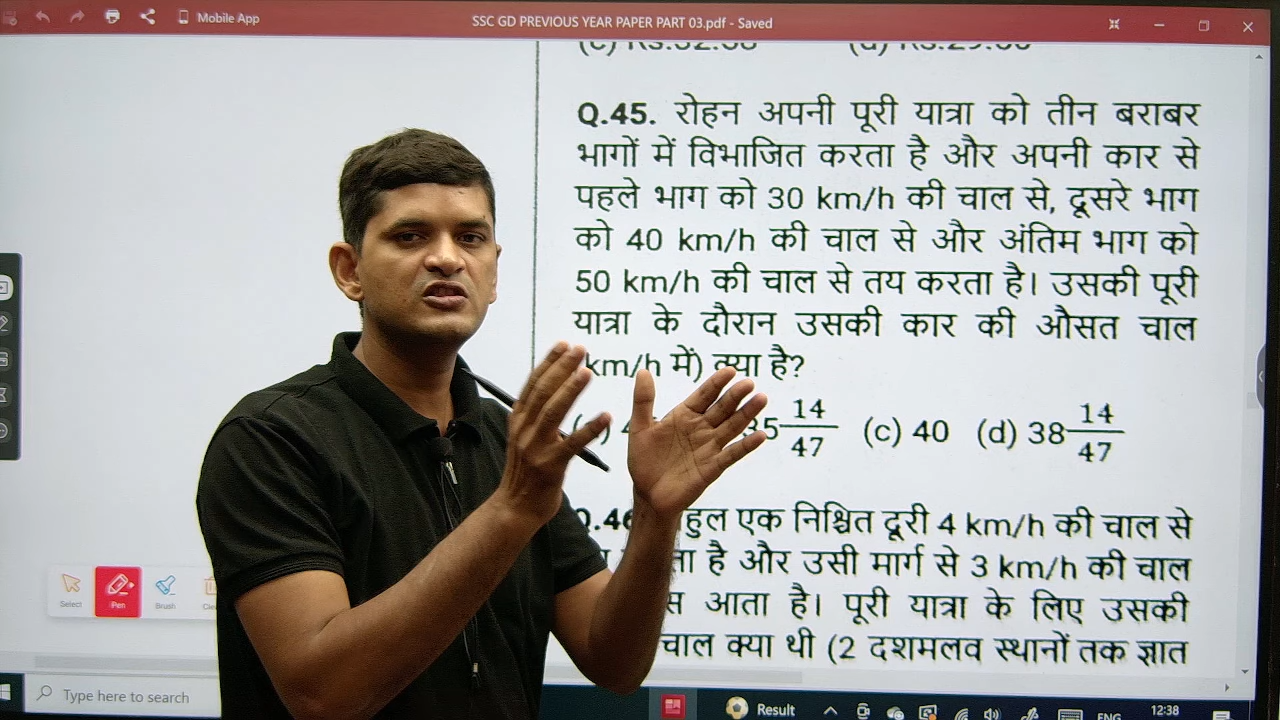 Mobile App
SSC GD PREVIOUS YEAR PAPER PART 03.pdf - Saved
Q.45. रोहन अपनी पूरी यात्रा को तीन बराबर
भागों में विभाजित करता है और अपनी कार से
पहले भाग को 30 km/h की चाल से, दूसरे भाग
को 40 km/h की चाल से और अंतिम भाग को
50 km/h की चाल से तय करता है। उसकी पूरी
यात्रा के दौरान उसकी कार की औसत चाल
km/h में) क्या है?
35 14/47 (c) 40 (d) 38 14/47
एक निश्चित दूरी 4 km/h की चाल से
है और उसी मार्ग से 3 km/h की चाल
आता है। पूरी यात्रा के लिए उसकी
चाल क्या थी (2 दशमलव स्थानों तक ज्ञात
Select
Pen
Brush
Type here to search
Result
ENG
12:38